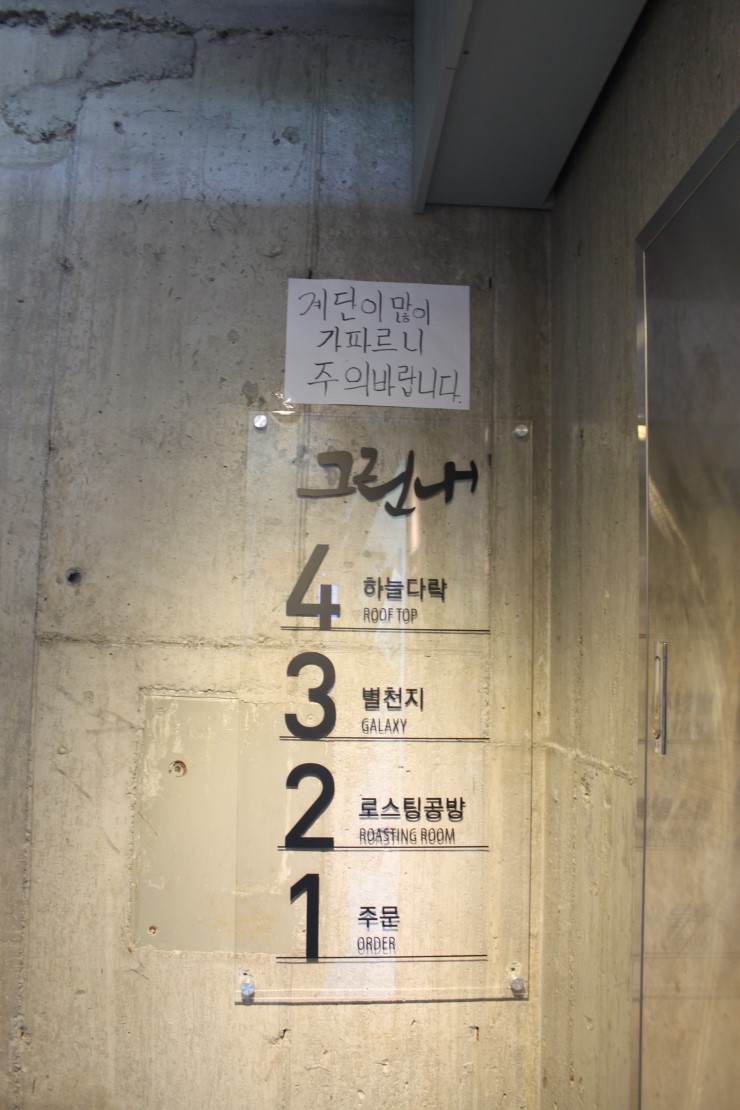 계단이 많이
가파르니
주의바랍니다.
그린내
4 하늘다락
ROOF TOP
3 별천지
GALAXY
2 로스팅공방
ROASTING ROOM
1 주문
ORDER